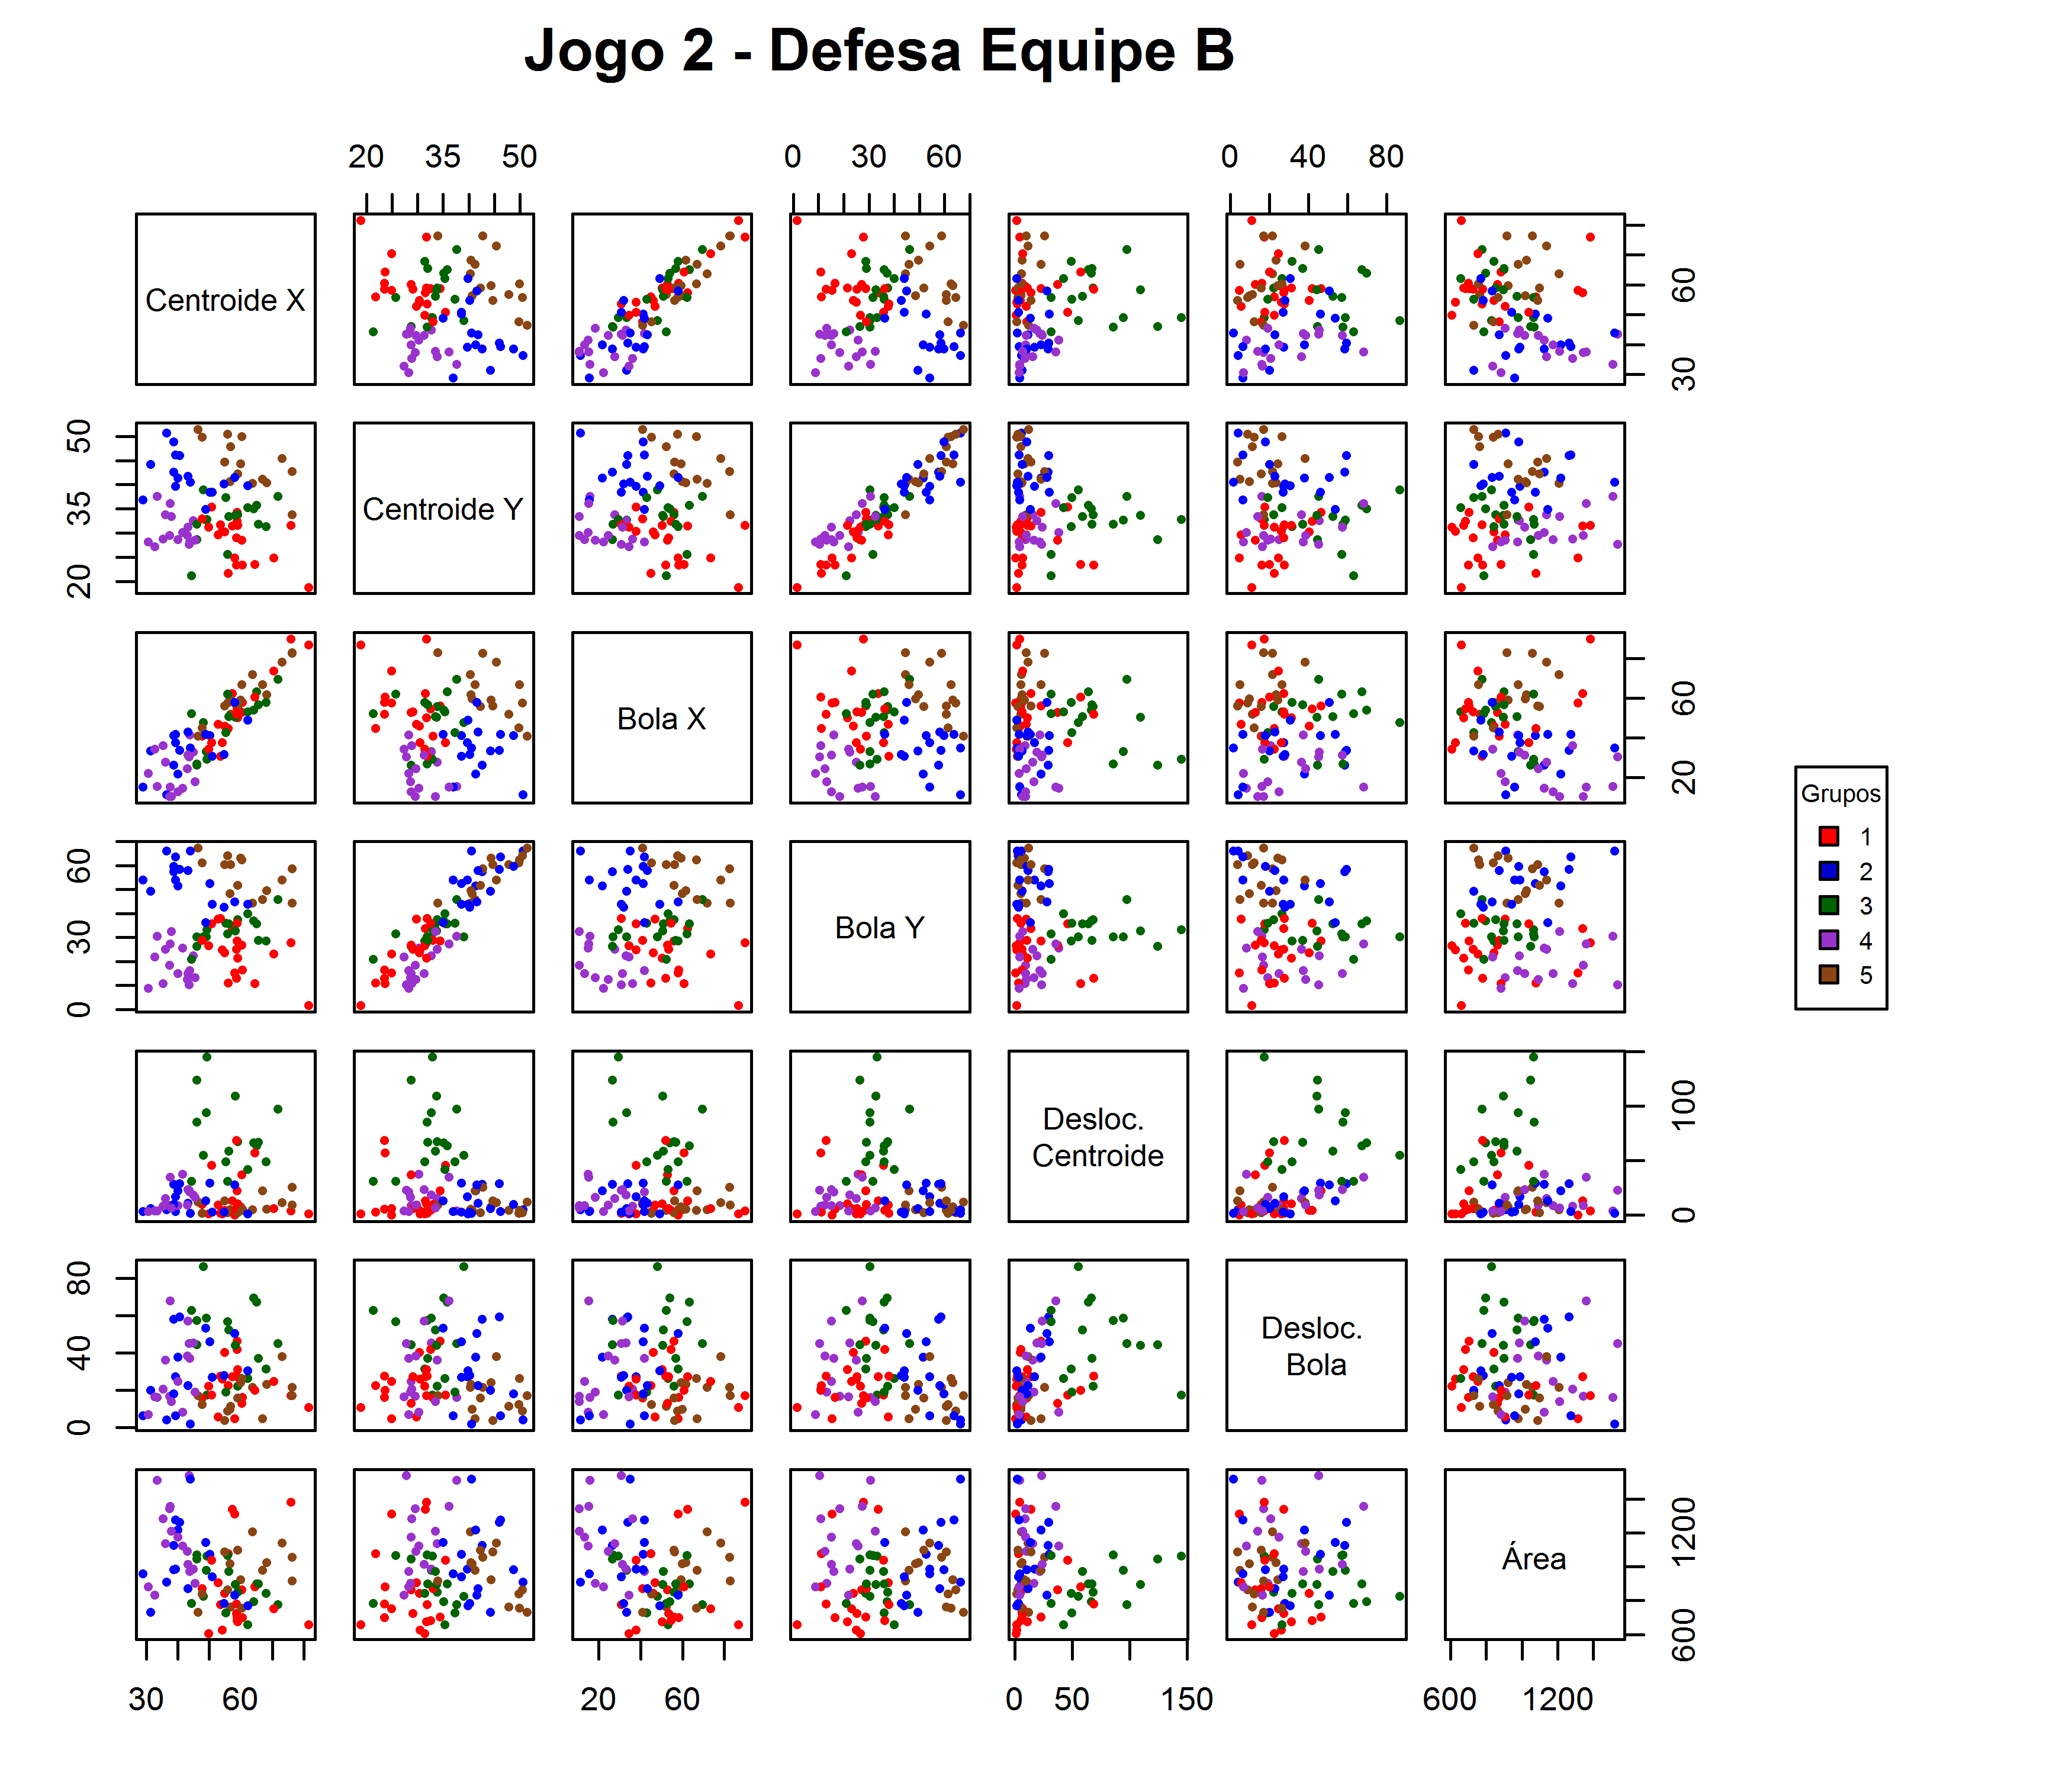 Jogo 2 - Defesa Equipe B
20 35 50 0 30 60 0 40 80
Centroide X
30 60
20 35 50
Centroide Y
Bola X
20 60
0 30 60
Bola Y
Desloc.
Centroide
0 100
0 40 80
Desloc.
Bola
Área
600 1200
30 60 20 60 0 50 150 600 1200
Grupos
1
2
3
4
5